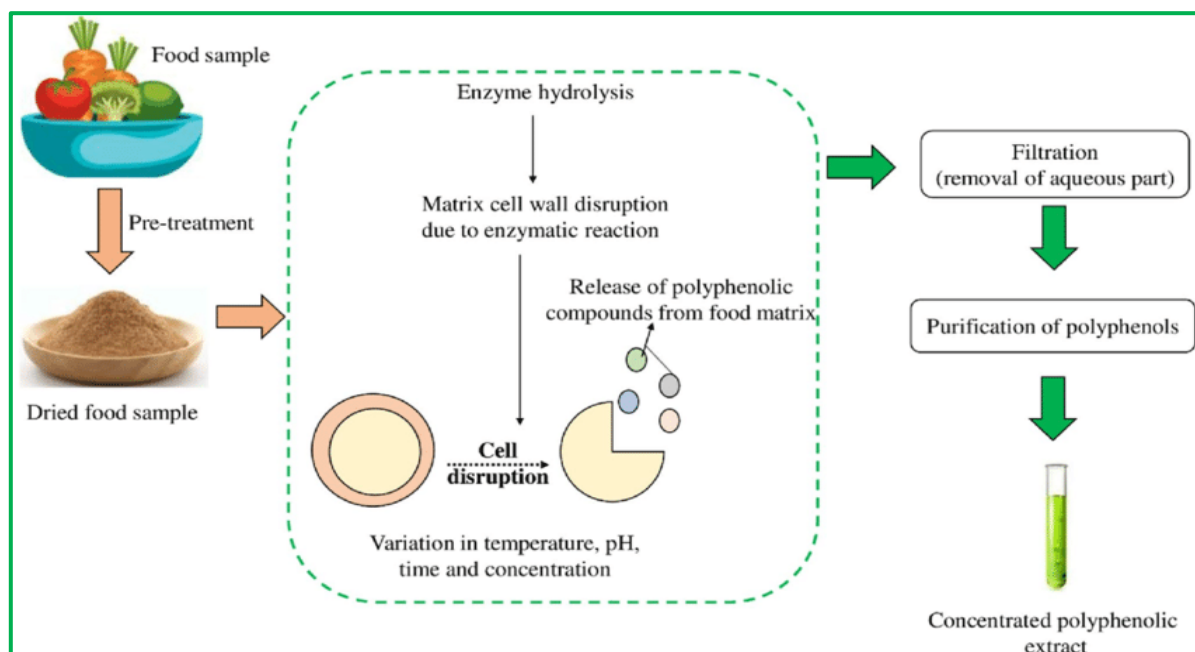 Food sample
Pre-treatment
Dried food sample
Enzyme hydrolysis
Matrix cell wall disruption
due to enzymatic reaction
Release of polyphenolic
compounds from food matrix
Cell
disruption
Variation in temperature, pH,
time and concentration
Filtration
(removal of aqueous part)
Purification of polyphenols
Concentrated polyphenolic
extract